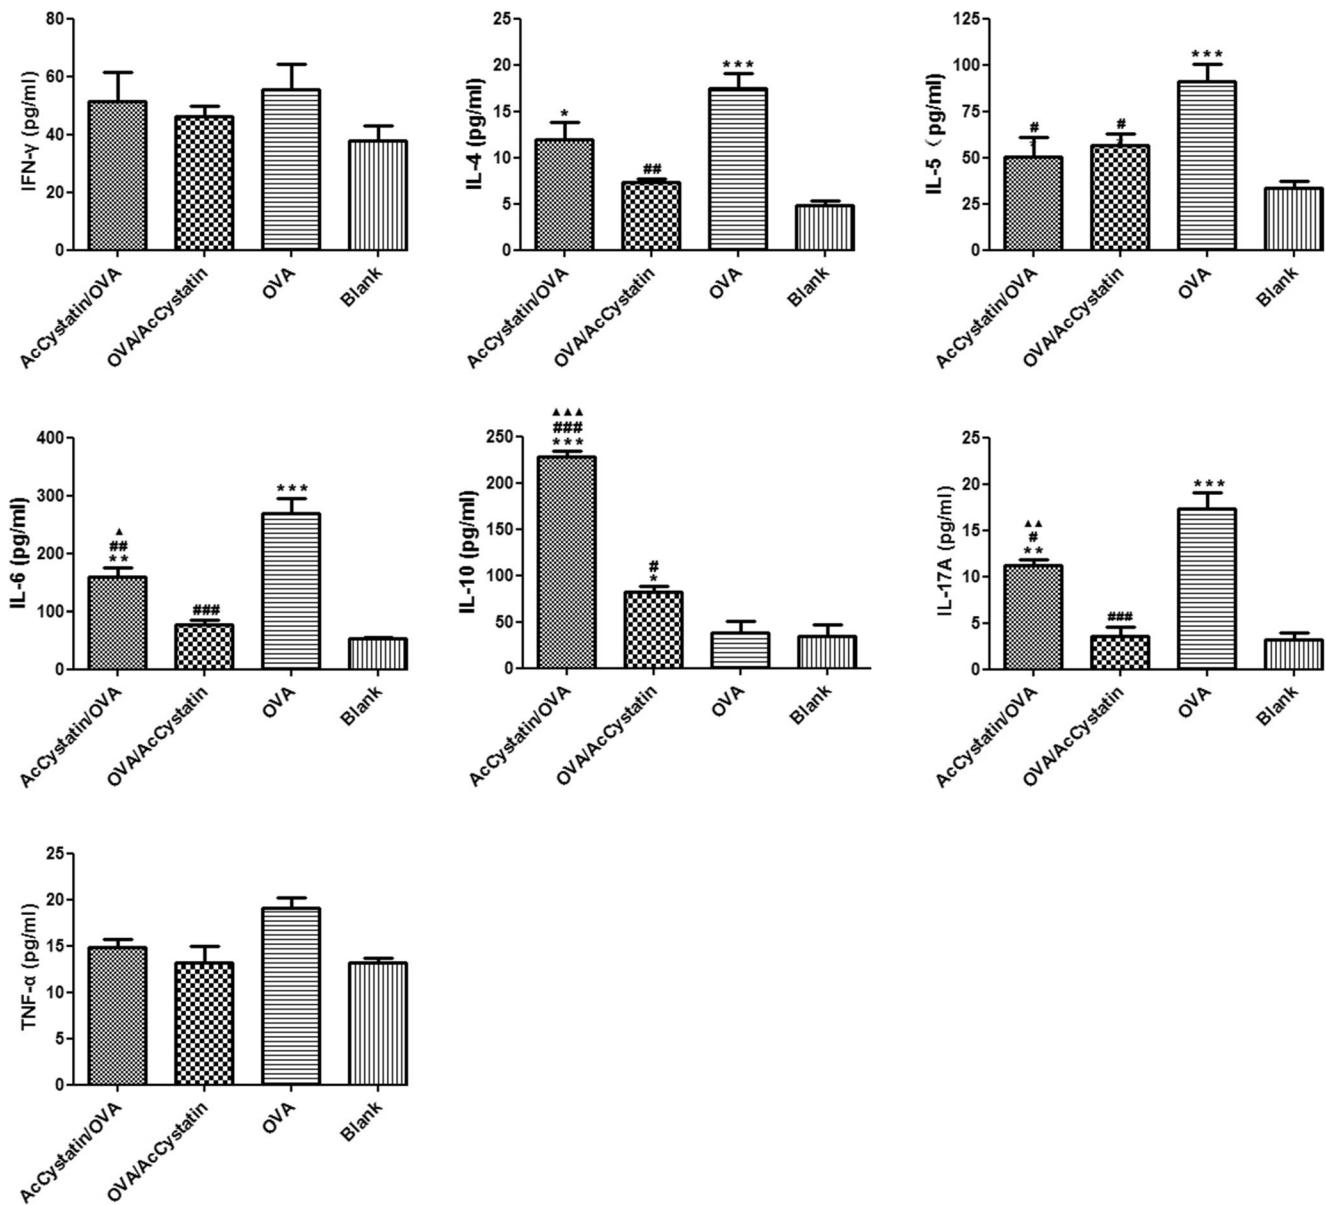 IFN-γ (pg/ml)
80
60
40
20
0
AcCystatin/OVA
OVA/AcCystatin
OVA
Blank
IL-4 (pg/ml)
20
25
20
15
10
5
0
*
##
***
AcCystatin/OVA
OVA/AcCystatin
OVA
Blank
IL-5 ( pg/ml)
125
100
75
50
25
0
#
#
***
AcCystatin/OVA
OVA/AcCystatin
OVA
Blank
IL-6 (pg/ml)
400
300
200
100
0
▲
##
**
###
***
AcCystatin/OVA
OVA/AcCystatin
OVA
Blank
IL-10 (pg/ml)
250
200
150
100
50
0
▲▲▲
###
***
#
*
AcCystatin/OVA
OVA/AcCystatin
OVA
Blank
IL-17A (pg/ml)
25
20
15
10
5
0
▲▲
#
**
###
***
AcCystatin/OVA
OVA/AcCystatin
OVA
Blank
TNF-α (pg/ml)
25
20
15
10
5
0
AcCystatin/OVA
OVA/AcCystatin
OVA
Blank